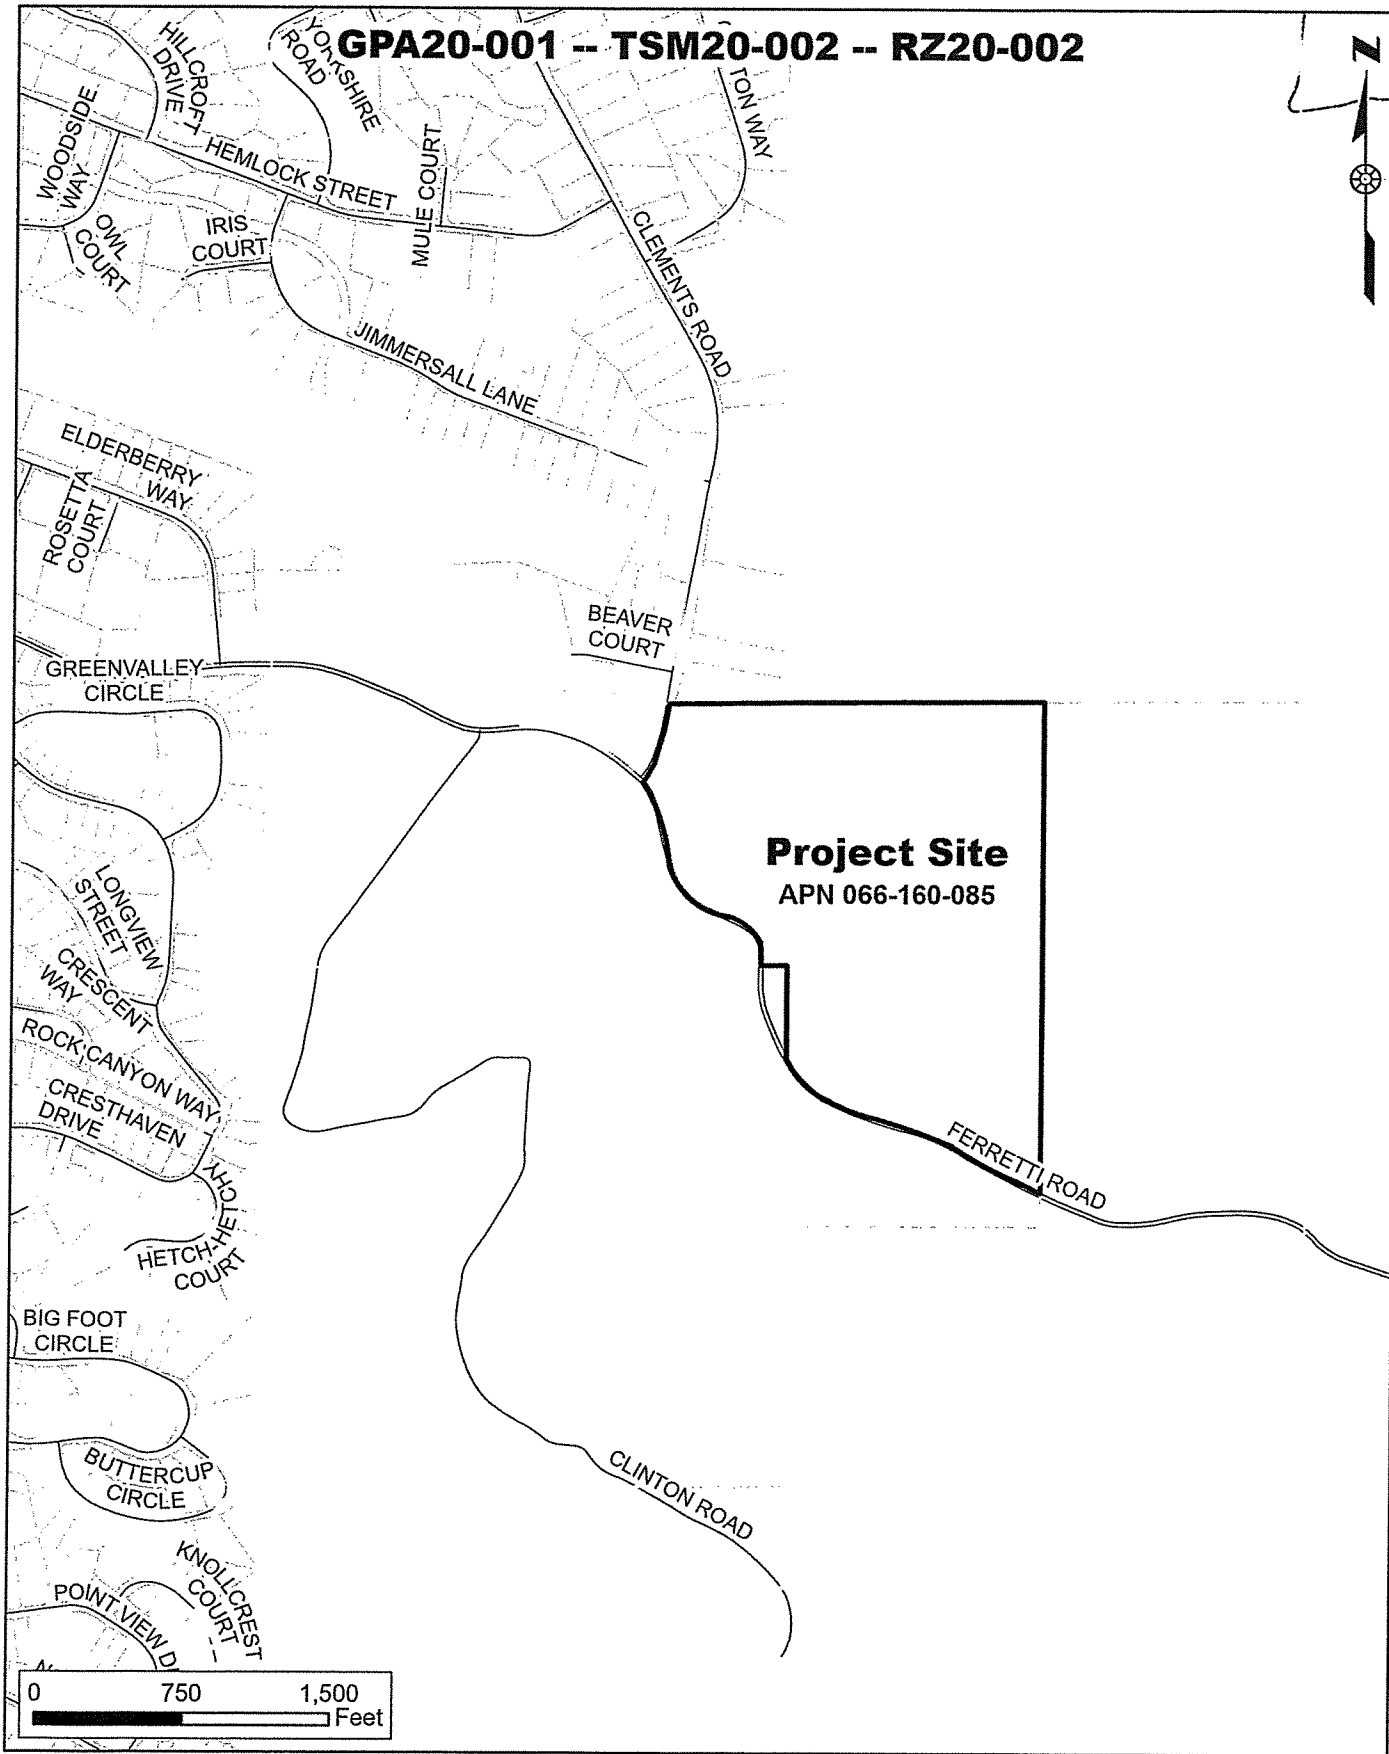 GPA20-001 -- TSM20-002 -- RZ20-002
N
HILLCROFT
DRIVE
YORKSHIRE
ROAD
TON WAY
WOODSIDE
WAY
HEMLOCK STREET
MULE COURT
OWL
COURT
IRIS
COURT
CLEMENTS ROAD
JIMMERSALL LANE
ELDERBERRY
WAY
ROSETTA
COURT
BEAVER
COURT
GREENVALLEY
CIRCLE
Project Site
APN 066-160-085
LONGVIEW
STREET
CRESCENT
WAY
ROCK CANYON WAY
CRESTHAVEN
DRIVE
FERRETTI ROAD
HETCH-HETCHY
COURT
BIG FOOT
CIRCLE
BUTTERCUP
CIRCLE
CLINTON ROAD
KNOLLCREST
COURT
POINT VIEW D
0 750 1,500
Feet